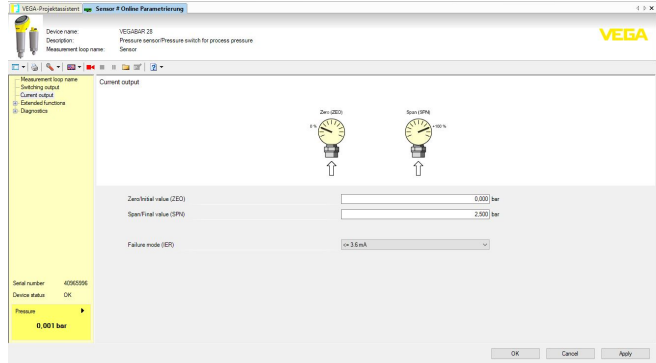 VEGA-Projektassistent
Sensor # Online Parametrierung
Device name: VEGABAR 28
Description: Pressure sensor/Pressure switch for process pressure
Measurement loop name: Sensor
VEGA
Measurement loop name
Switching output
Current output
Extended functions
Diagnostics
Current output
Zero (ZEO)
Span (SPN)
0 %
+100 %
Zero/Initial value (ZEO) 0,000 bar
Span/Final value (SPN) 2,500 bar
Failure mode (IER) <= 3.6 mA
Serial number 40965996
Device status OK
Pressure
0,001 bar
OK Cancel Apply